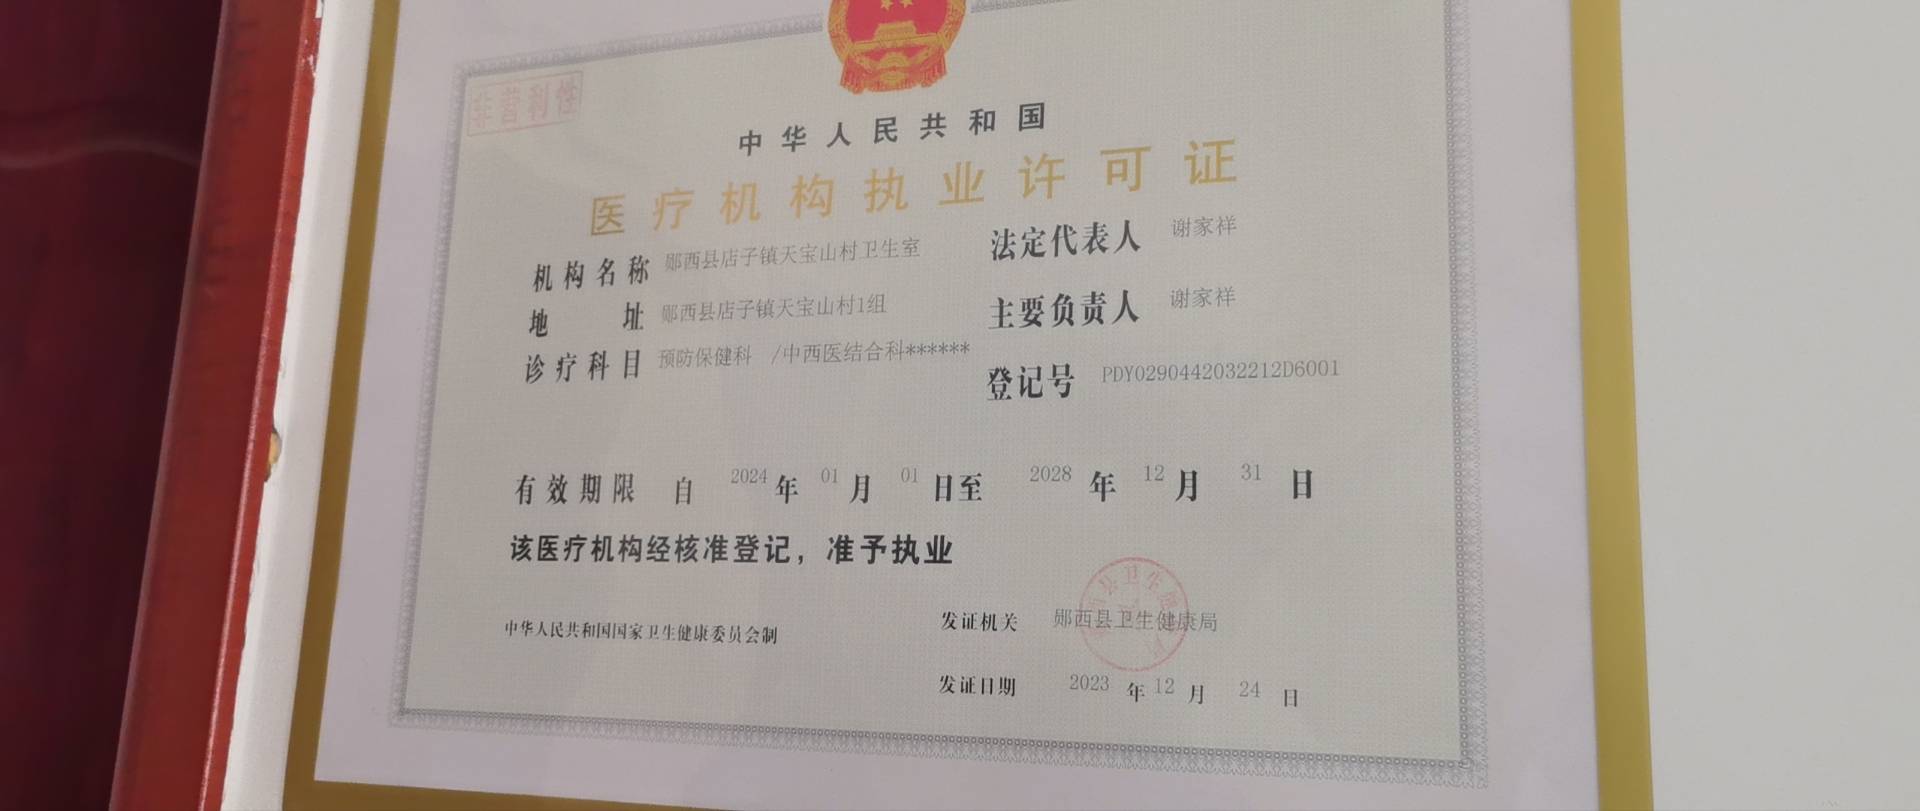 非营利性
中华人民共和国
医疗机构执业许可证
机构名称 郧西县店子镇天宝山村卫生室
法定代表人 谢家祥
地址 郧西县店子镇天宝山村1组
主要负责人 谢家祥
诊疗科目 预防保健科 /中西医结合科******
登记号 PDY0290442032212D6001
有效期限 自 2024 年 01 月 01 日至 2028 年 12 月 31 日
该医疗机构经核准登记，准予执业
中华人民共和国国家卫生健康委员会制
发证机关 郧西县卫生健康局
发证日期 2023 年 12 月 24 日